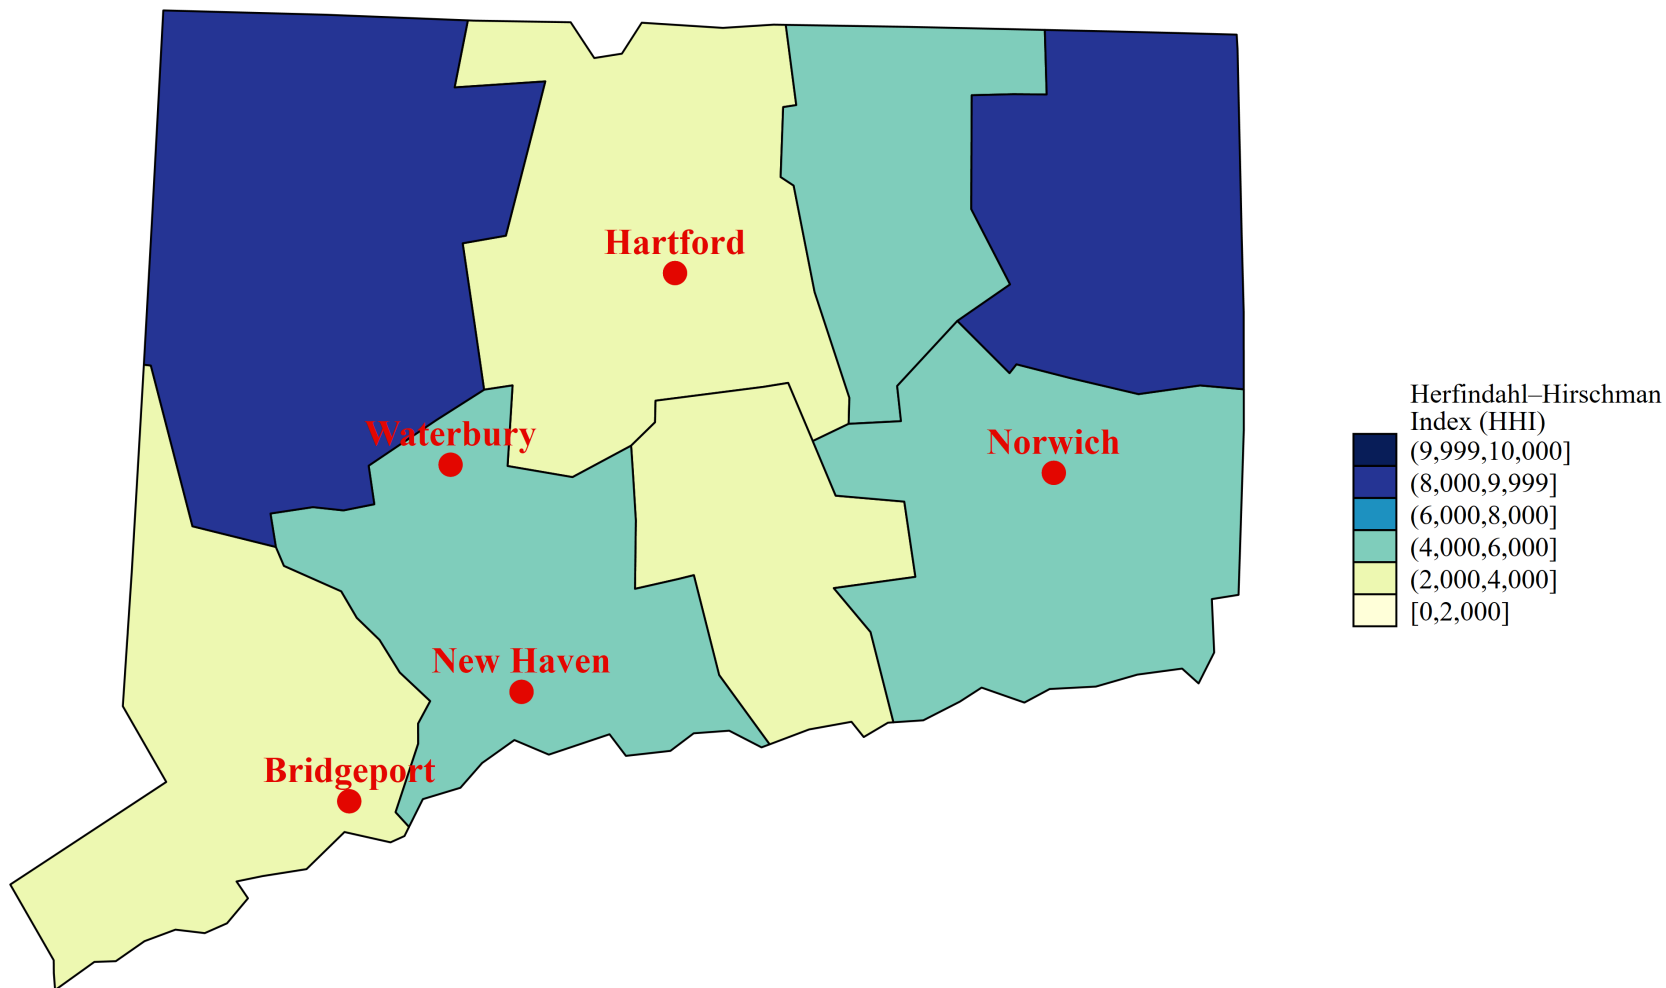 Hartford
Waterbury
Norwich
New Haven
Bridgeport
Herfindahl–Hirschman
Index (HHI)
(9,999,10,000]
(8,000,9,999]
(6,000,8,000]
(4,000,6,000]
(2,000,4,000]
[0,2,000]